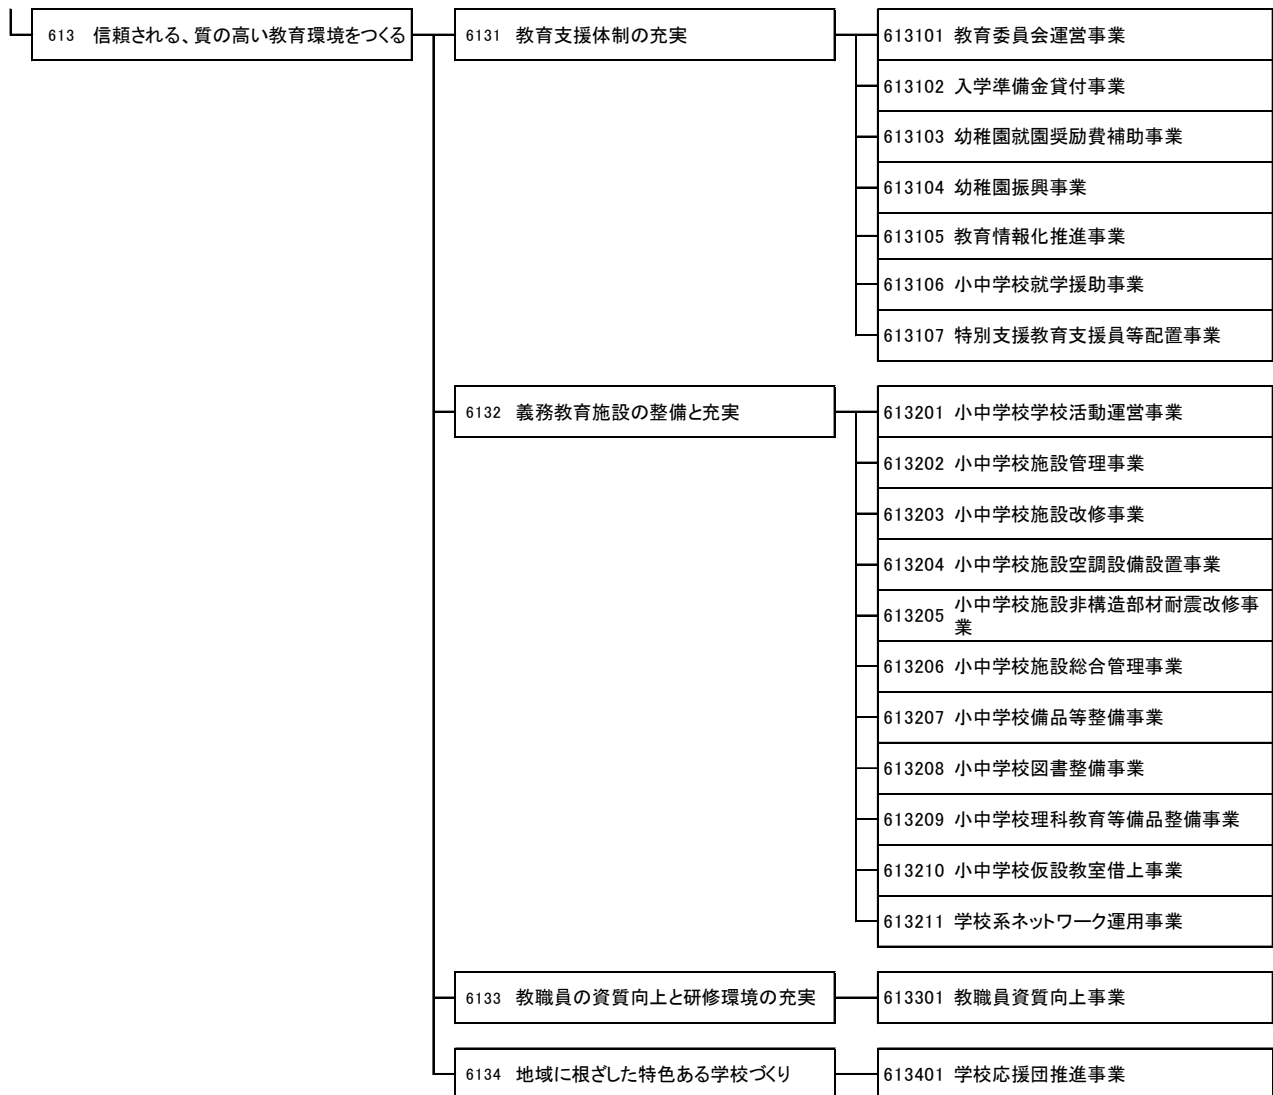 613 信頼される、質の高い教育環境をつくる
6131 教育支援体制の充実
613101 教育委員会運営事業
613102 入学準備金貸付事業
613103 幼稚園就園奨励費補助事業
613104 幼稚園振興事業
613105 教育情報化推進事業
613106 小中学校就学援助事業
613107 特別支援教育支援員等配置事業
6132 義務教育施設の整備と充実
613201 小中学校学校活動運営事業
613202 小中学校施設管理事業
613203 小中学校施設改修事業
613204 小中学校施設空調設備設置事業
613205 小中学校施設非構造部材耐震改修事
業
613206 小中学校施設総合管理事業
613207 小中学校備品等整備事業
613208 小中学校図書整備事業
613209 小中学校理科教育等備品整備事業
613210 小中学校仮設教室借上事業
613211 学校系ネットワーク運用事業
6133 教職員の資質向上と研修環境の充実
613301 教職員資質向上事業
6134 地域に根ざした特色ある学校づくり
613401 学校応援団推進事業